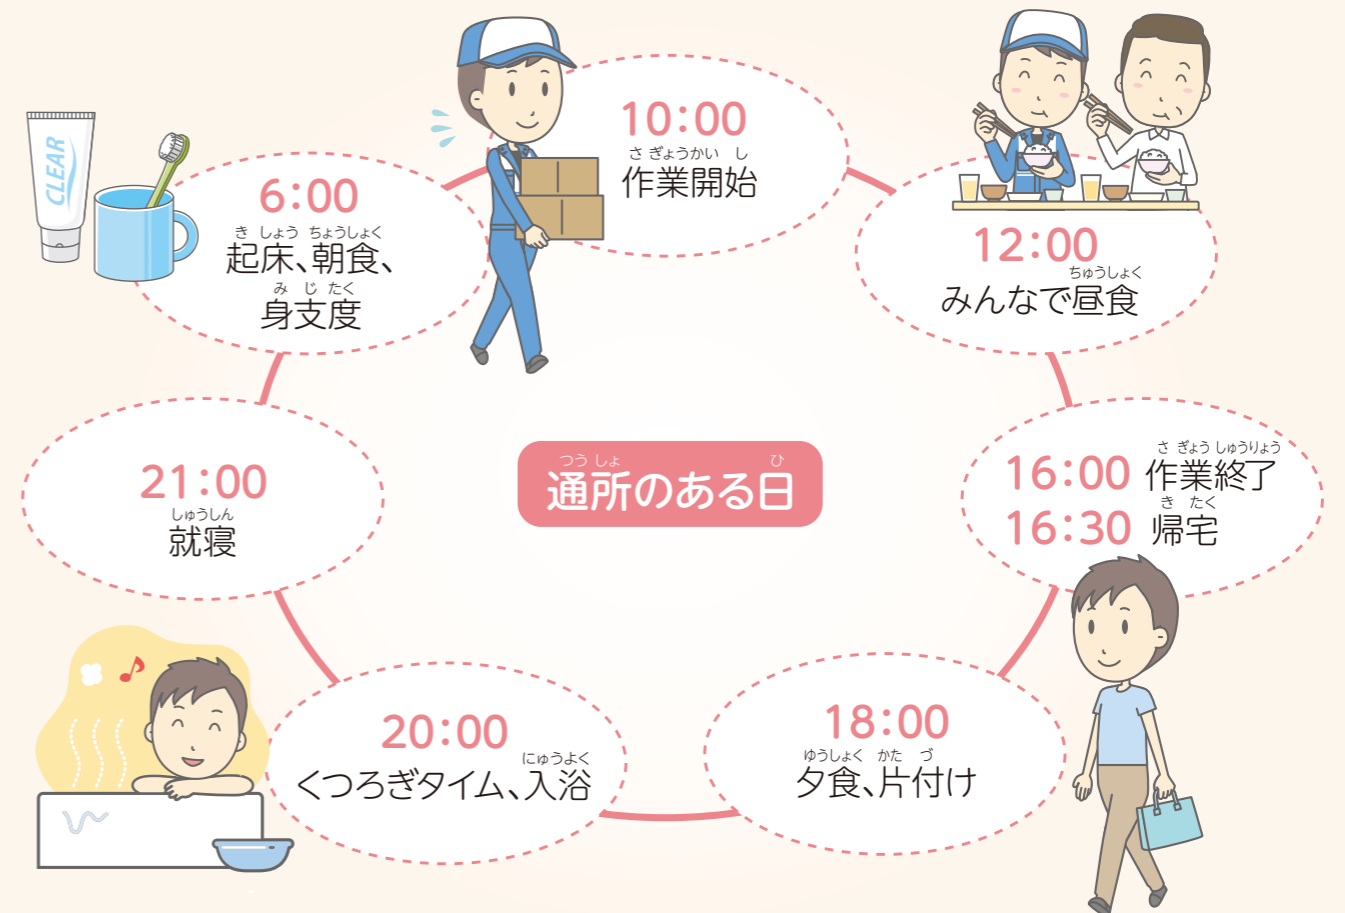 通所のある日
つうしょ ひ
6:00
きしょう ちょうしょく
起床、朝食、
みじたく
身支度
CLEAR
10:00
さぎょうかいし
作業開始
12:00
ちゅうしょく
みんなで昼食
さぎょうしゅうりょう
16:00 作業終了
きたく
16:30 帰宅
18:00
ゆうしょく かたづ
夕食、片付け
20:00
にゅうよく
くつろぎタイム、入浴
21:00
しゅうしん
就寝